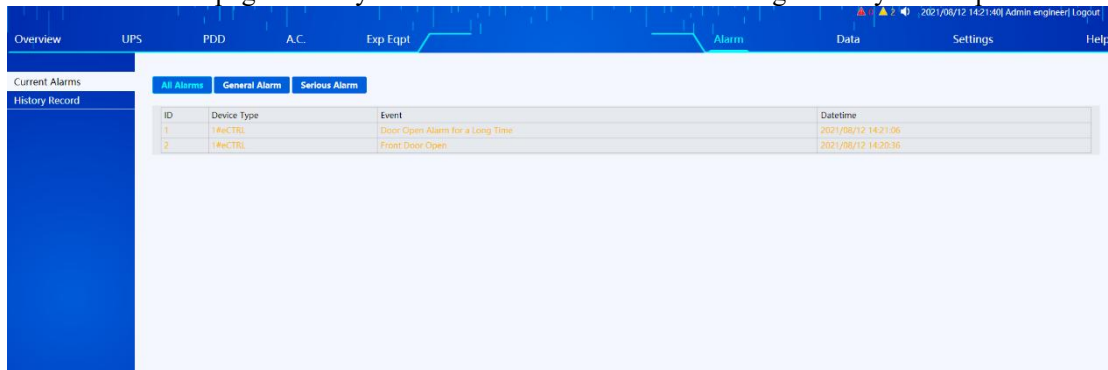 0 2 2021/08/12 14:21:40| Admin engineer| Logout
Overview UPS PDD A.C. Exp Eqpt Alarm Data Settings Help
Current Alarms
History Record
All Alarms General Alarm Serious Alarm
ID Device Type Event Datetime
1 1#eCTRL Door Open Alarm for a Long Time 2021/08/12 14:21:06
2 1#eCTRL Front Door Open 2021/08/12 14:20:36